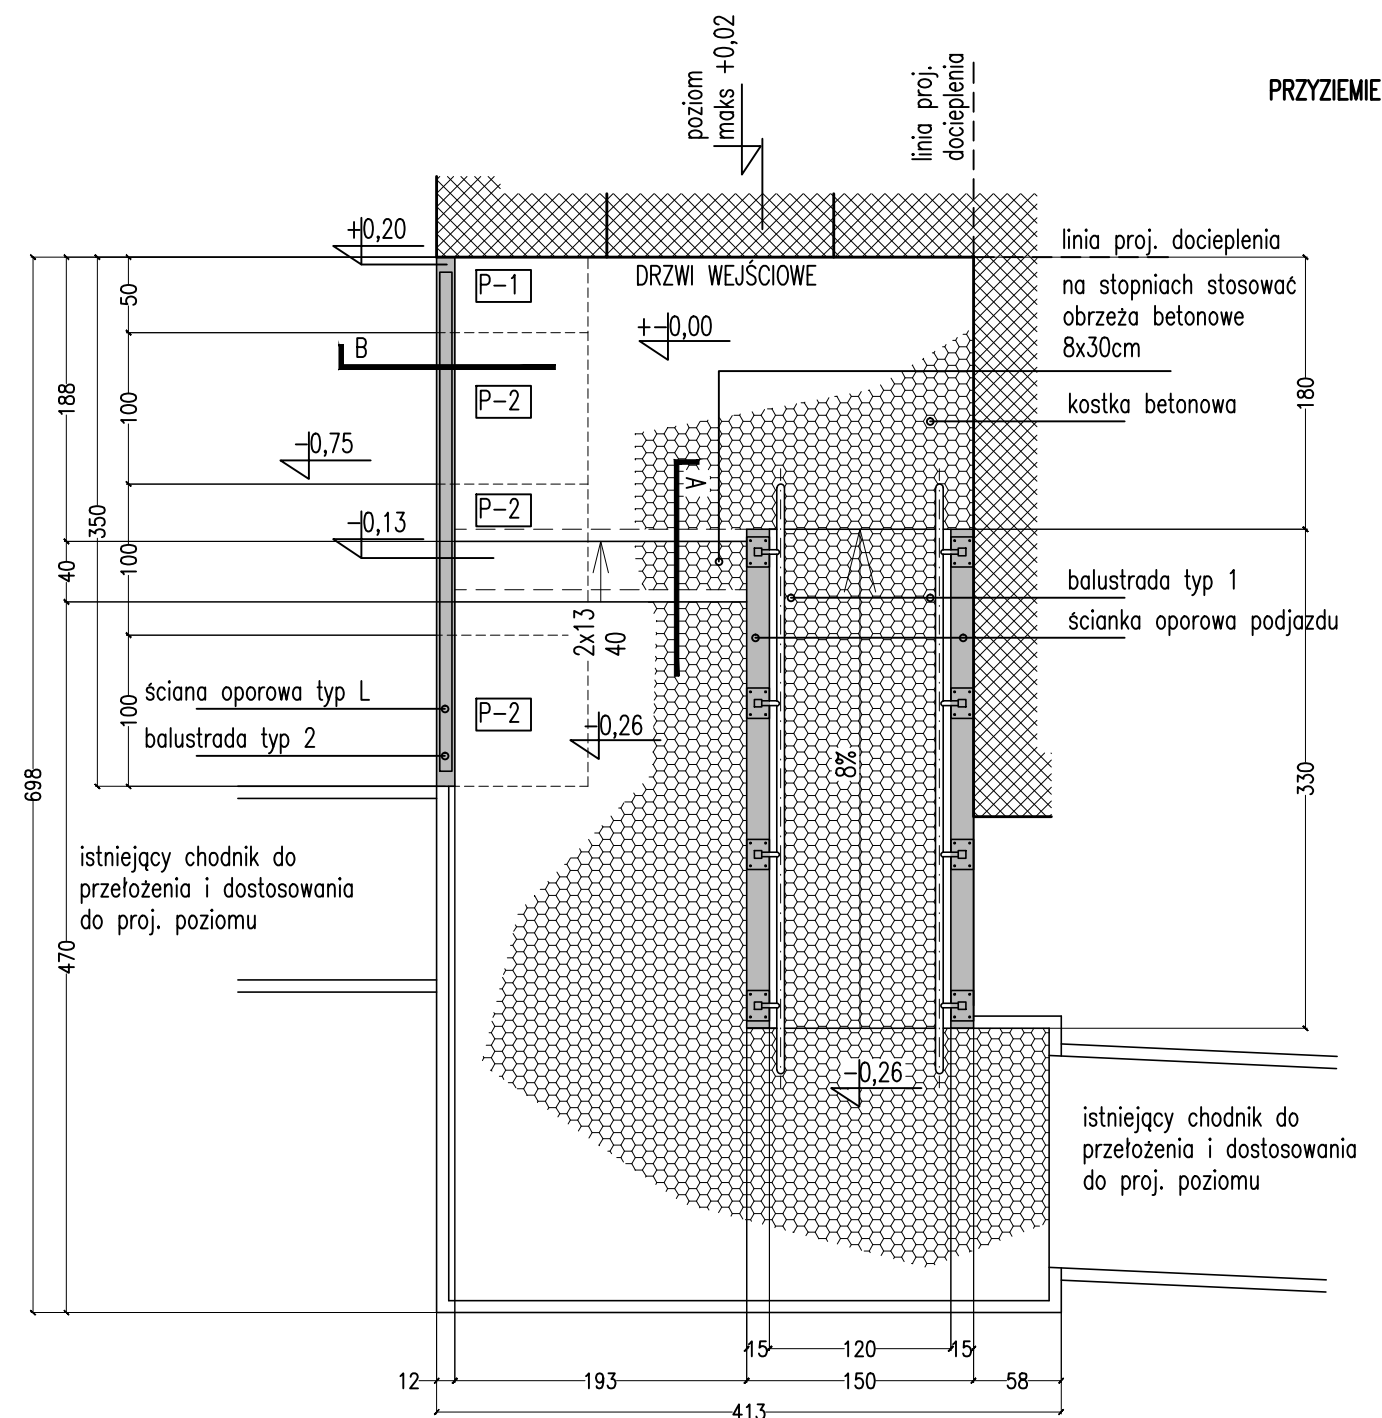 PRZYZIEMIE
poziom
maks +0,02
linia proj.
docieplenia
+0,20
P-1
DRZWI WEJŚCIOWE
+-0,00
linia proj. docieplenia
na stopniach stosować
obrzeża betonowe
8x30cm
B
P-2
kostka betonowa
-0,75
A
P-2
-0,13
balustrada typ 1
ścianka oporowa podjazdu
2x13
40
ściana oporowa typ L
P-2
-0,26
balustrada typ 2
8%
istniejący chodnik do
przełożenia i dostosowania
do proj. poziomu
-0,26
istniejący chodnik do
przełożenia i dostosowania
do proj. poziomu
50
100
100
100
350
188
40
470
698
180
330
15
120
15
12
193
150
58
413